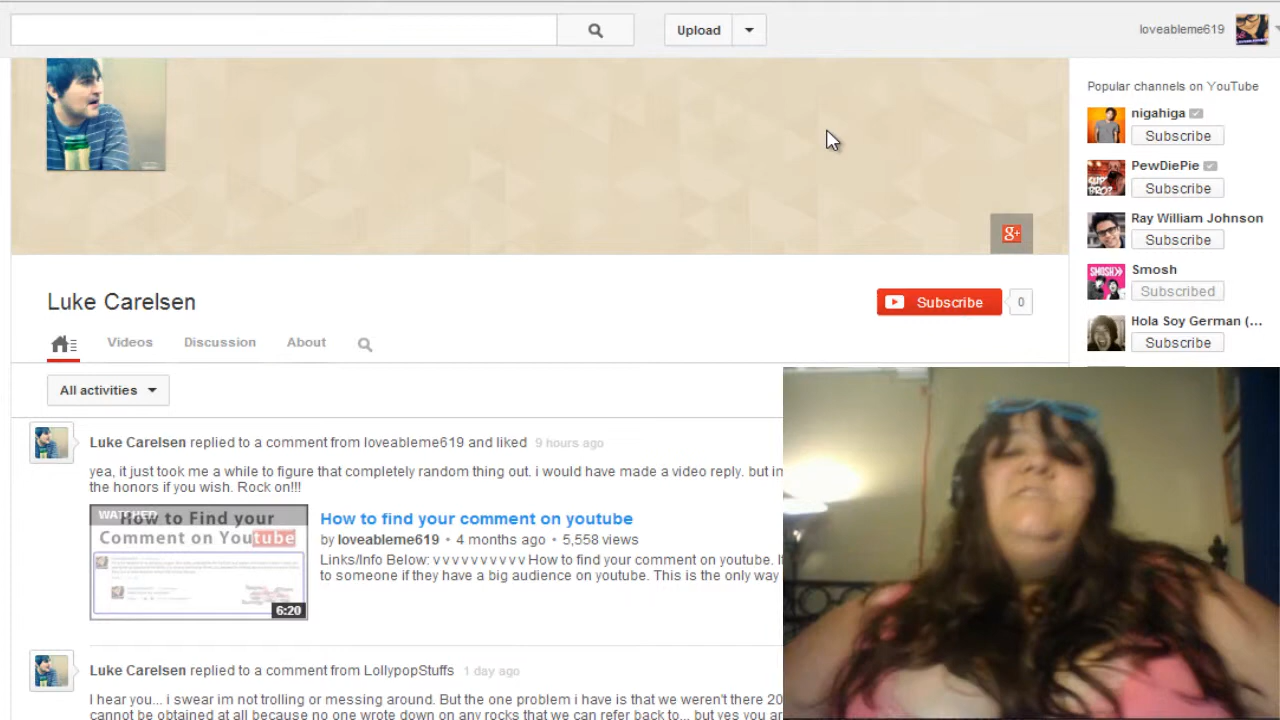 Upload
loveableme619
Popular channels on YouTube
nigahiga
Subscribe
PewDiePie
Subscribe
Ray William Johnson
Subscribe
Smosh
Subscribed
Hola Soy German (...
Subscribe
g+
Luke Carelsen
Subscribe 0
Videos Discussion About
All activities
Luke Carelsen replied to a comment from loveableme619 and liked 9 hours ago
yea, it just took me a while to figure that completely random thing out. i would have made a video reply. but im
the honors if you wish. Rock on!!!
WATCHED
How to Find your
Comment on YouTube
6:20
How to find your comment on youtube
by loveableme619 • 4 months ago • 5,558 views
Links/Info Below: v v v v v v v v v v How to find your comment on youtube. I
to someone if they have a big audience on youtube. This is the only way
Luke Carelsen replied to a comment from LollypopStuffs 1 day ago
I hear you... i swear im not trolling or messing around. But the one problem i have is that we weren't there 20
cannot be obtained at all because no one wrote down on any rocks that we can refer back to... but yes you ar